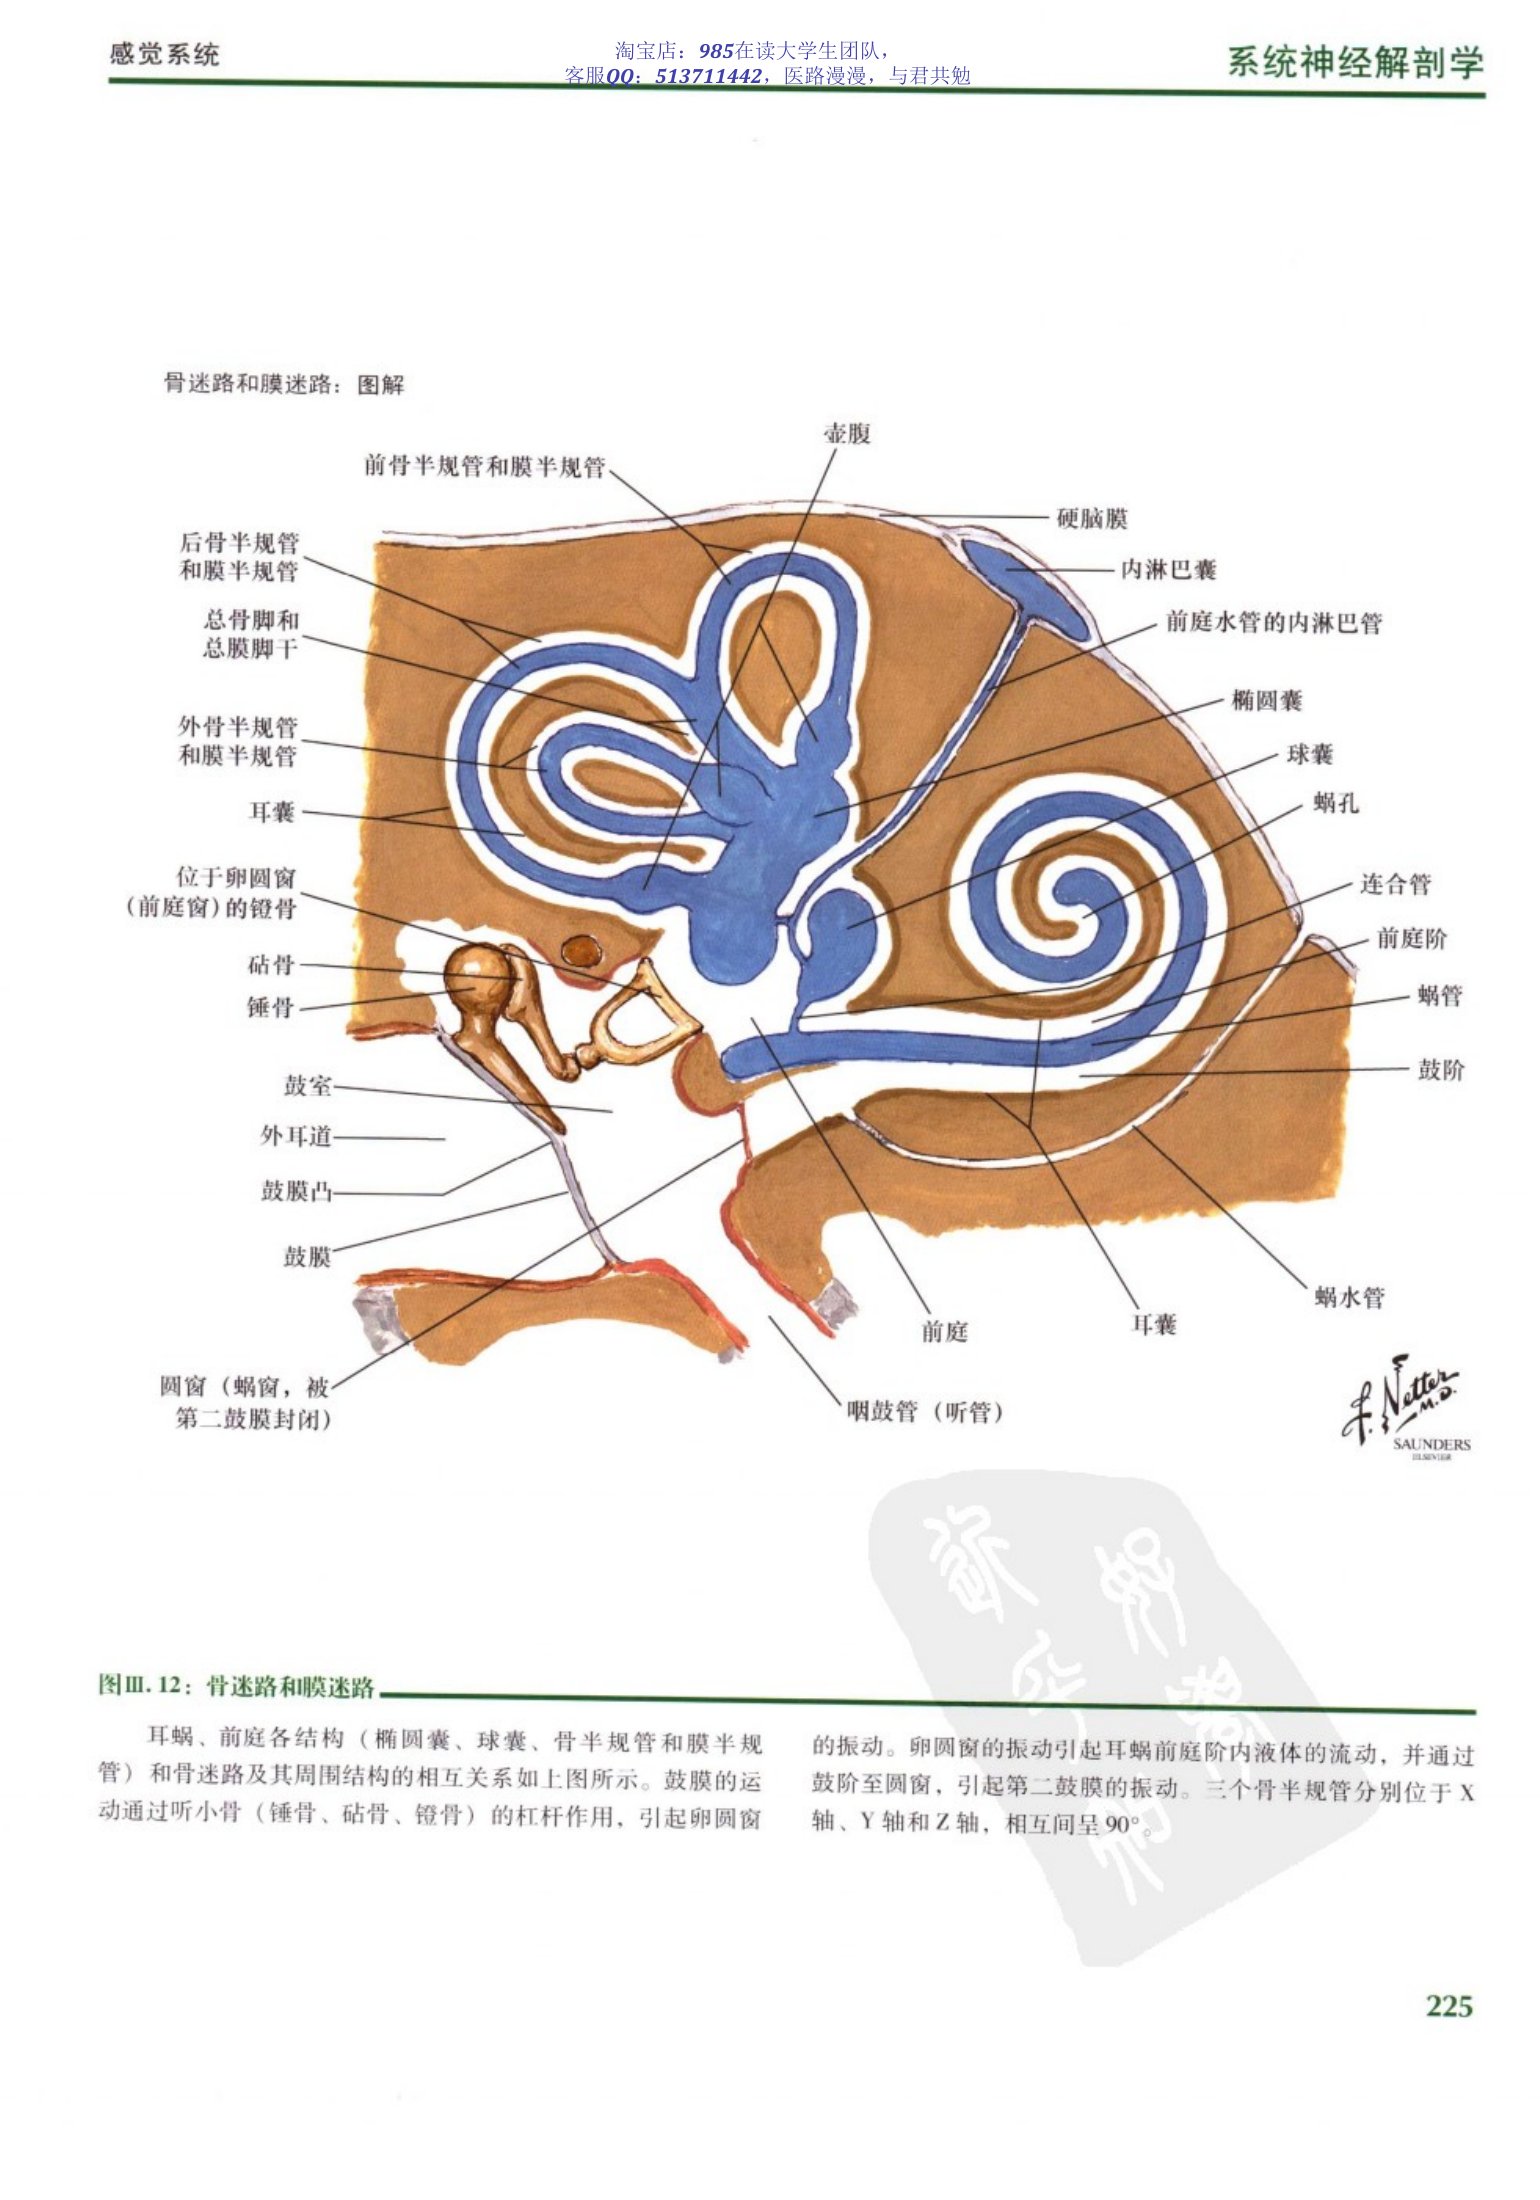 感觉系统
淘宝店：985在读大学生团队，
客服QQ：513711442，医路漫漫，与君共勉
系统神经解剖学
骨迷路和膜迷路：图解
壶腹
前骨半规管和膜半规管
硬脑膜
后骨半规管
和膜半规管
内淋巴囊
总骨脚和
总膜脚干
前庭水管的内淋巴管
椭圆囊
外骨半规管
和膜半规管
球囊
耳囊
蜗孔
位于卵圆窗
(前庭窗)的镫骨
连合管
前庭阶
砧骨
锤骨
蜗管
鼓阶
鼓室
外耳道
鼓膜凸
鼓膜
蜗水管
前庭
耳囊
圆窗（蜗窗，被
第二鼓膜封闭）
咽鼓管（听管）
F. Netter
M.D.
SAUNDERS
ELSEVIER
图Ⅲ.12：骨迷路和膜迷路
耳蜗、前庭各结构（椭圆囊、球囊、骨半规管和膜半规
管）和骨迷路及其周围结构的相互关系如上图所示。鼓膜的运
动通过听小骨（锤骨、砧骨、镫骨）的杠杆作用，引起卵圆窗
的振动。卵圆窗的振动引起耳蜗前庭阶内液体的流动，并通过
鼓阶至圆窗，引起第二鼓膜的振动。三个骨半规管分别位于 X
轴、Y 轴和 Z 轴，相互间呈 90°。
225